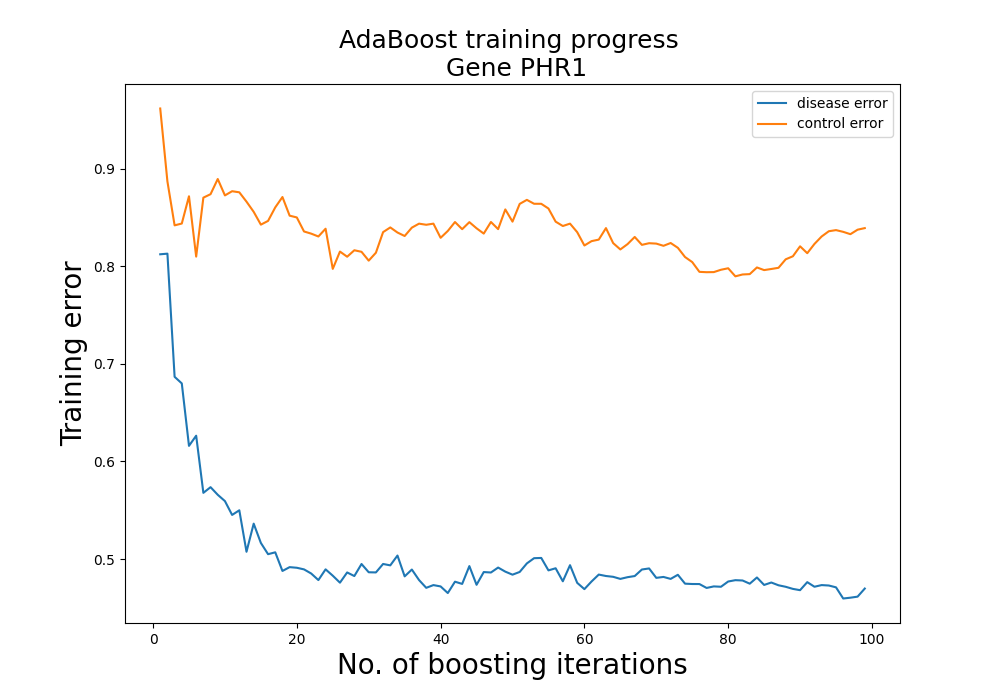 AdaBoost training progress
Gene PHR1
disease error
control error
Training error
0.9
0.8
0.7
0.6
0.5
0
20
40
60
80
100
No. of boosting iterations